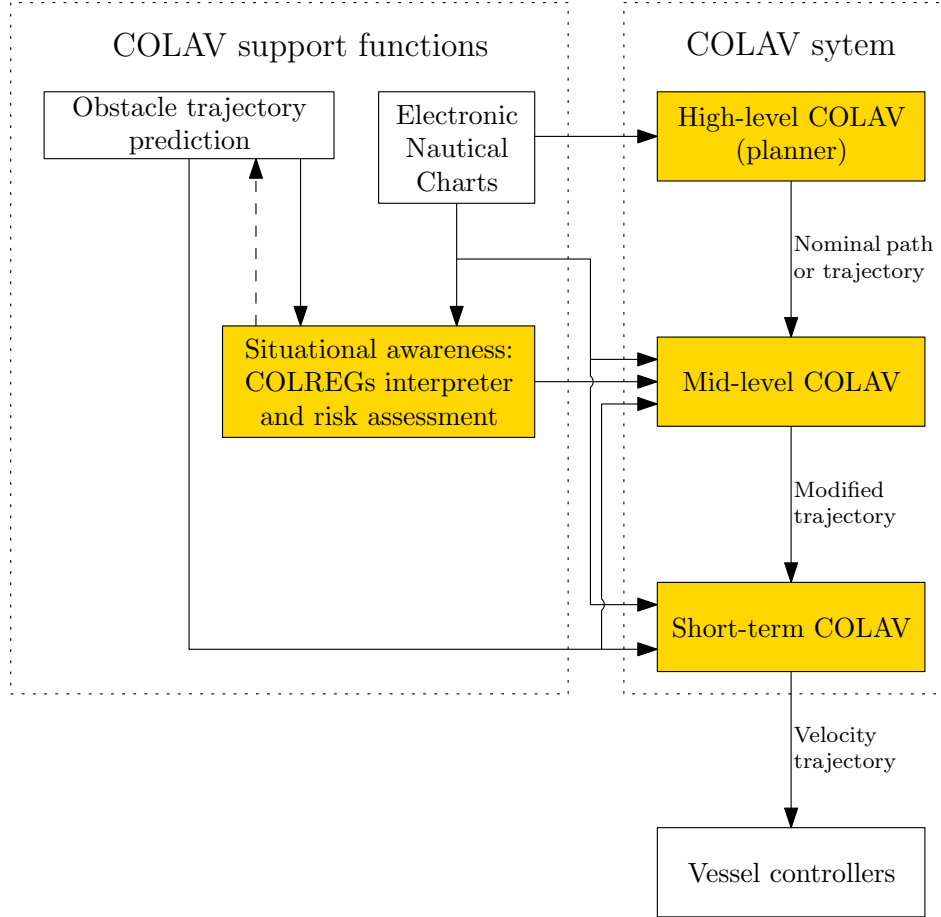 COLAV support functions
COLAV sytem
Obstacle trajectory
prediction
Electronic
Nautical
Charts
High-level COLAV
(planner)
Nominal path
or trajectory
Situational awareness:
COLREGs interpreter
and risk assessment
Mid-level COLAV
Modified
trajectory
Short-term COLAV
Velocity
trajectory
Vessel controllers